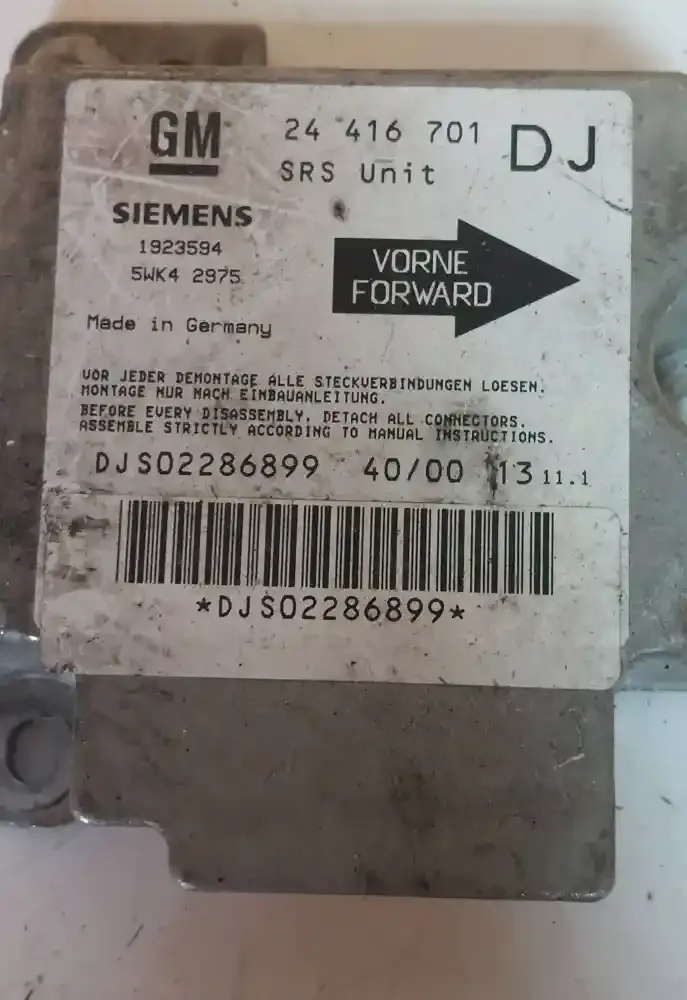 GM 24 416 701 DJ
SRS Unit
SIEMENS
1923594
5WK4 2975
VORNE
FORWARD
Made in Germany
VOR JEDER DEMONTAGE ALLE STECKVERBINDUNGEN LOESEN.
MONTAGE NUR NACH EINBAUANLEITUNG.
BEFORE EVERY DISASSEMBLY, DETACH ALL CONNECTORS.
ASSEMBLE STRICTLY ACCORDING TO MANUAL INSTRUCTIONS.
DJS02286899 40/00 13 11.1
*DJS02286899*